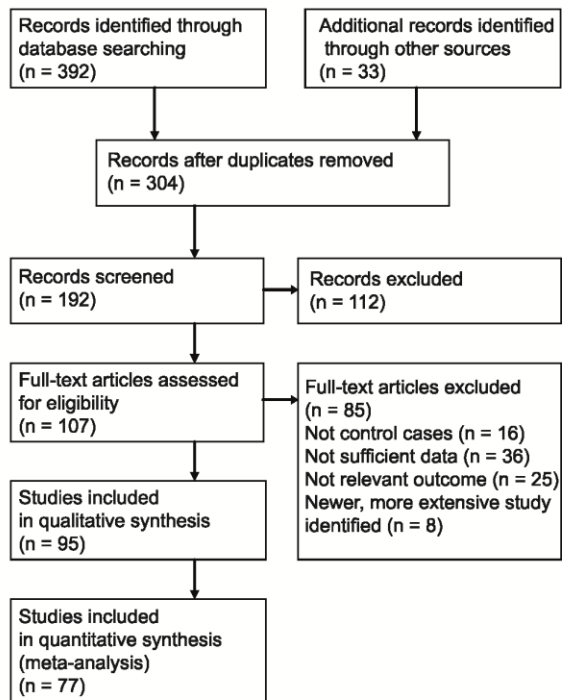 Records identified through
database searching
(n = 392)
Additional records identified
through other sources
(n = 33)
Records after duplicates removed
(n = 304)
Records screened
(n = 192)
Records excluded
(n = 112)
Full-text articles assessed
for eligibility
(n = 107)
Full-text articles excluded
(n = 85)
Not control cases (n = 16)
Not sufficient data (n = 36)
Not relevant outcome (n = 25)
Newer, more extensive study
identified (n = 8)
Studies included
in qualitative synthesis
(n = 95)
Studies included
in quantitative synthesis
(meta-analysis)
(n = 77)